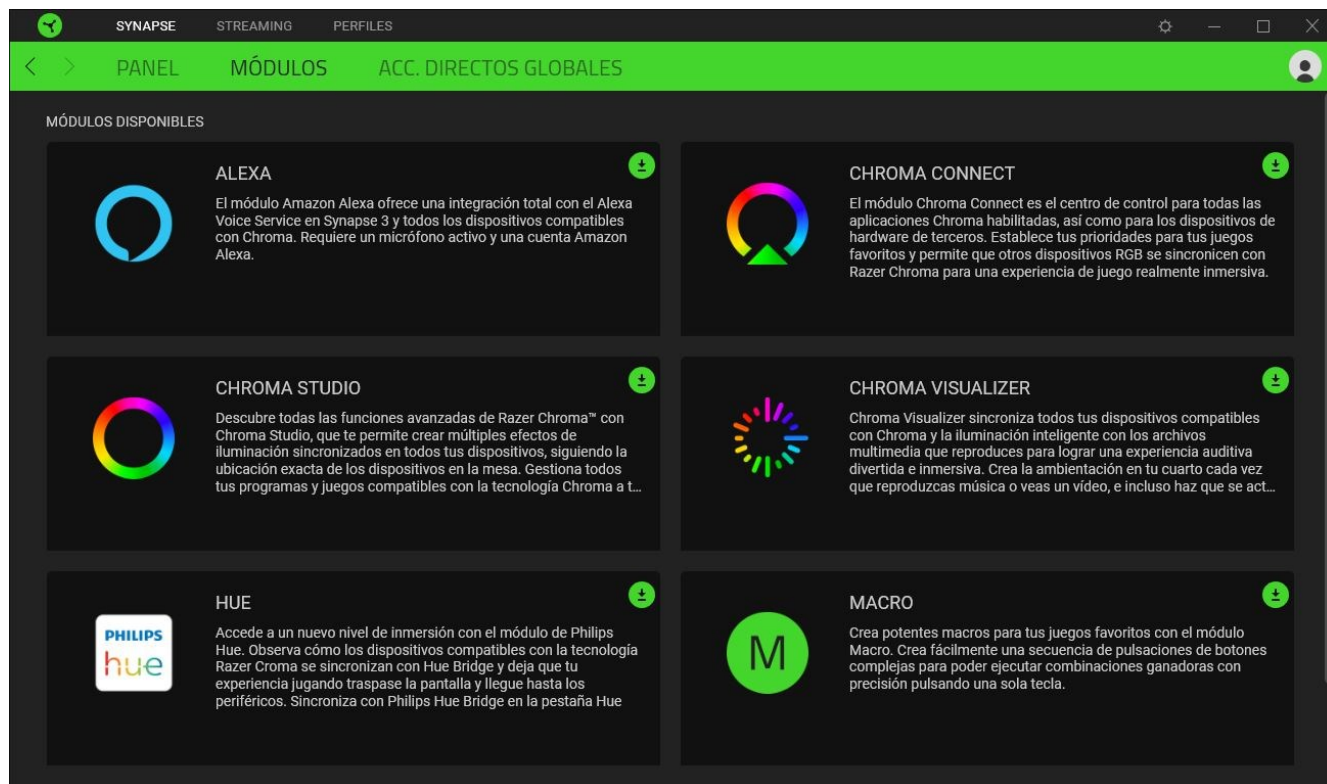 SYNAPSE STREAMING PERFILES
PANEL MÓDULOS ACC. DIRECTOS GLOBALES
MÓDULOS DISPONIBLES
ALEXA
El módulo Amazon Alexa ofrece una integración total con el Alexa
Voice Service en Synapse 3 y todos los dispositivos compatibles
con Chroma. Requiere un micrófono activo y una cuenta Amazon
Alexa.
CHROMA CONNECT
El módulo Chroma Connect es el centro de control para todas las
aplicaciones Chroma habilitadas, así como para los dispositivos de
hardware de terceros. Establece tus prioridades para tus juegos
favoritos y permite que otros dispositivos RGB se sincronicen con
Razer Chroma para una experiencia de juego realmente inmersiva.
CHROMA STUDIO
Descubre todas las funciones avanzadas de Razer Chroma™ con
Chroma Studio, que te permite crear múltiples efectos de
iluminación sincronizados en todos tus dispositivos, siguiendo la
ubicación exacta de los dispositivos en la mesa. Gestiona todos
tus programas y juegos compatibles con la tecnología Chroma a t...
CHROMA VISUALIZER
Chroma Visualizer sincroniza todos tus dispositivos compatibles
con Chroma y la iluminación inteligente con los archivos
multimedia que reproduces para lograr una experiencia auditiva
divertida e inmersiva. Crea la ambientación en tu cuarto cada vez
que reproduzcas música o veas un vídeo, e incluso haz que se act...
PHILIPS
hue
HUE
Accede a un nuevo nivel de inmersión con el módulo de Philips
Hue. Observa cómo los dispositivos compatibles con la tecnología
Razer Croma se sincronizan con Hue Bridge y deja que tu
experiencia jugando traspase la pantalla y llegue hasta los
periféricos. Sincroniza con Philips Hue Bridge en la pestaña Hue
M
MACRO
Crea potentes macros para tus juegos favoritos con el módulo
Macro. Crea fácilmente una secuencia de pulsaciones de botones
complejas para poder ejecutar combinaciones ganadoras con
precisión pulsando una sola tecla.